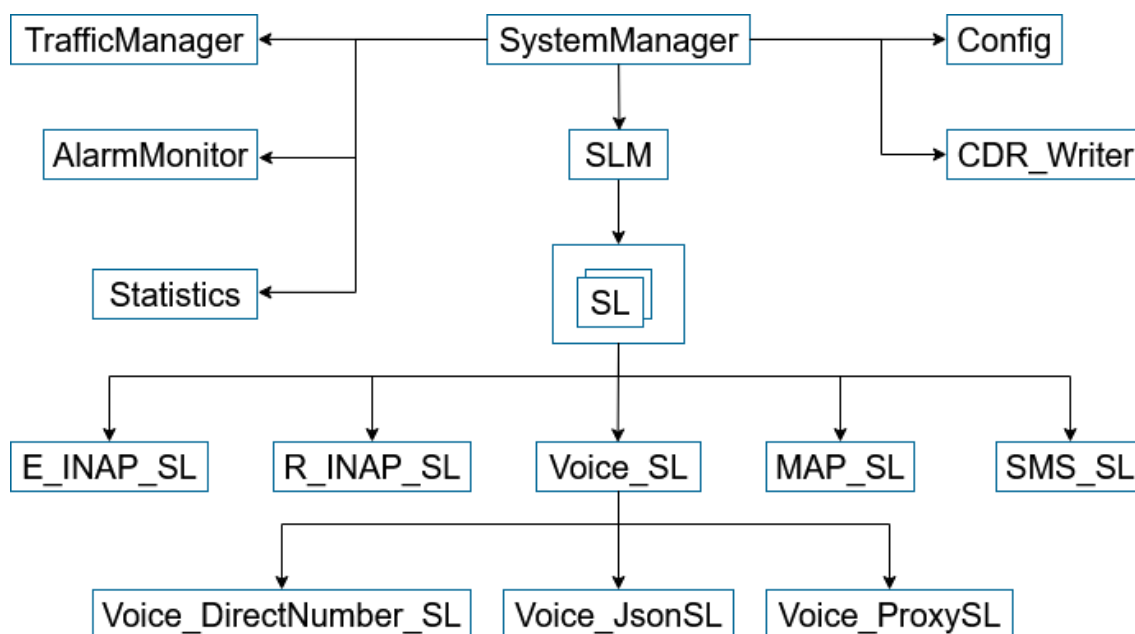 TrafficManager
SystemManager
Config
AlarmMonitor
SLM
CDR_Writer
Statistics
SL
E_INAP_SL
R_INAP_SL
Voice_SL
MAP_SL
SMS_SL
Voice_DirectNumber_SL
Voice_JsonSL
Voice_ProxySL